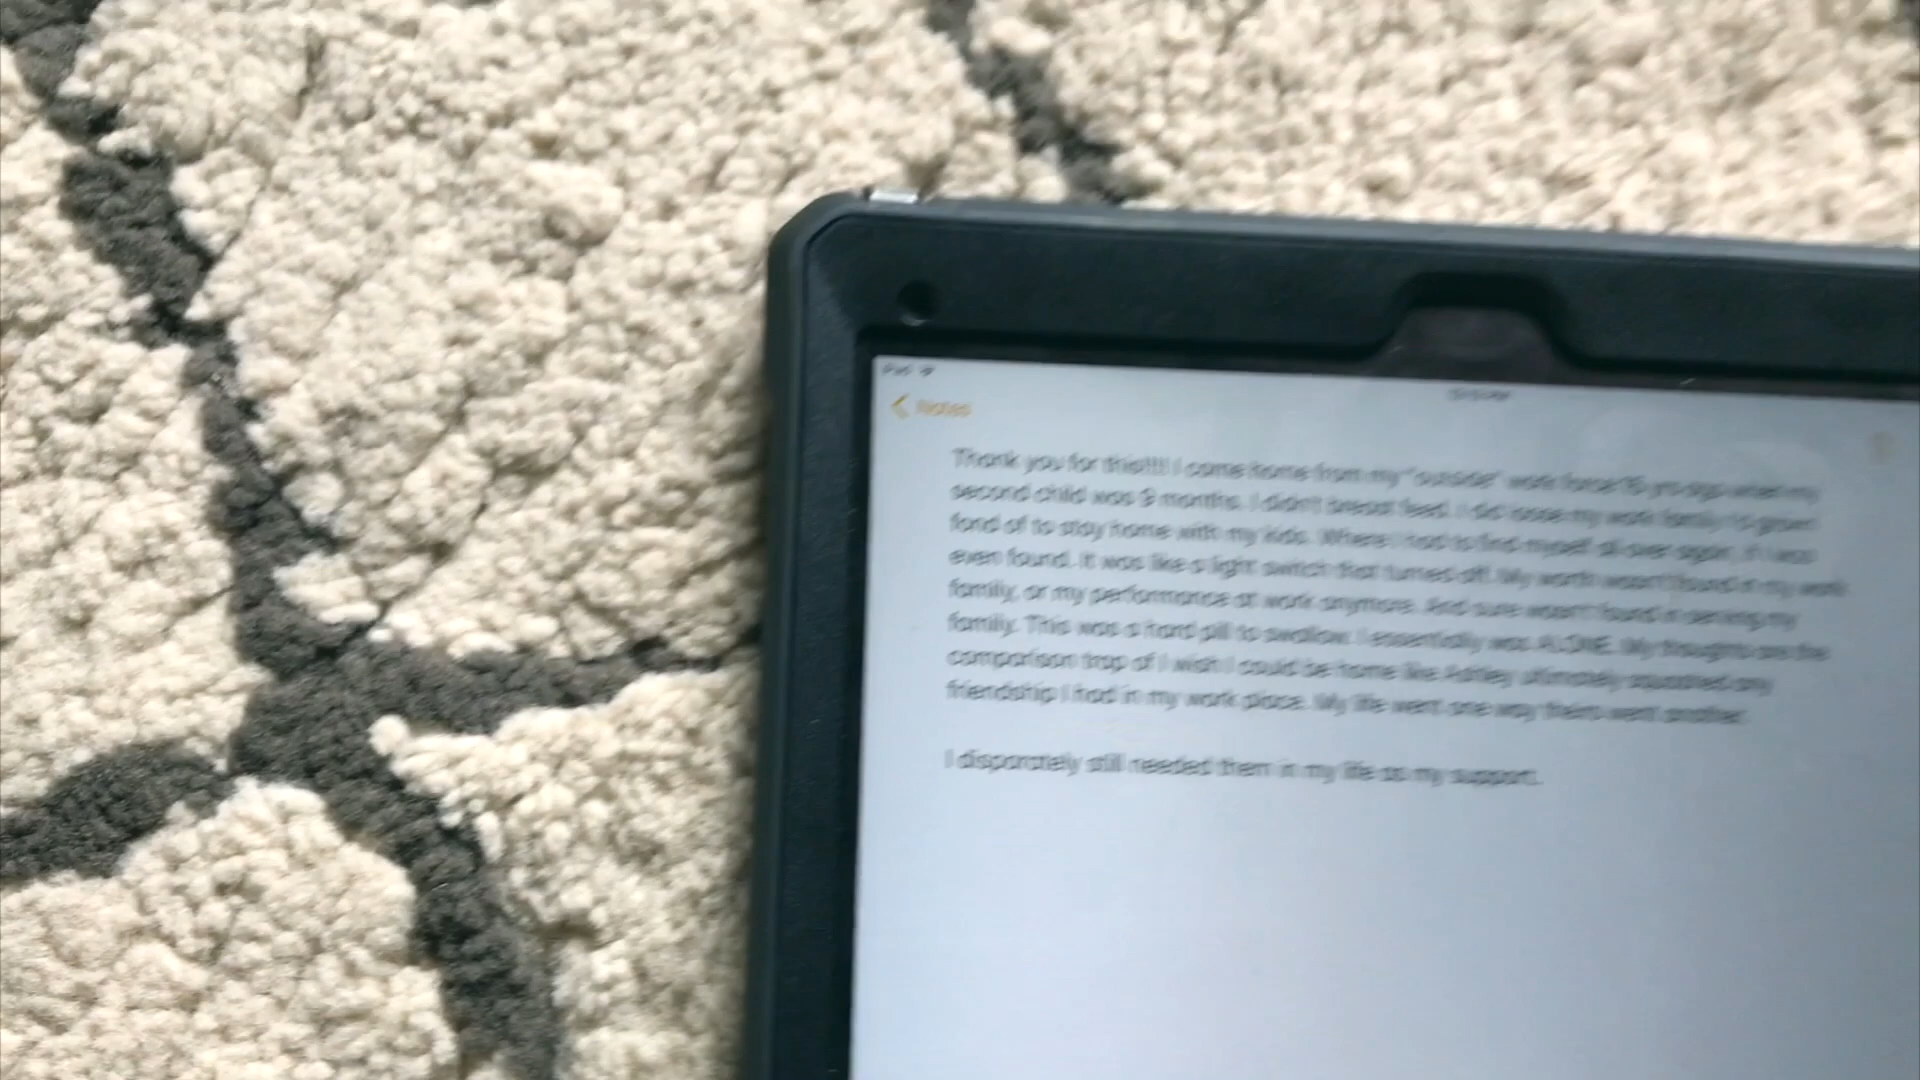 iPad
Notes
Thank you for this!!!! I came home from my "outside" work force 15 yrs ago when my
second child was 9 months. I didn't breast feed. I did loose my work family I'd grown
fond of to stay home with my kids. Where I had to find myself all over again, if I was
even found. It was like a light switch that turned off. My worth wasn't found in my work
family, or my performance at work anymore. And sure wasn't found in serving my
family. This was a hard pill to swallow. I essentially was ALONE. My thoughts are the
comparison trap of I wish I could be home like Ashley ultimately squashed any
friendship I had in my work place. My life went one way theirs went another.
I disparately still needed them in my life as my support.